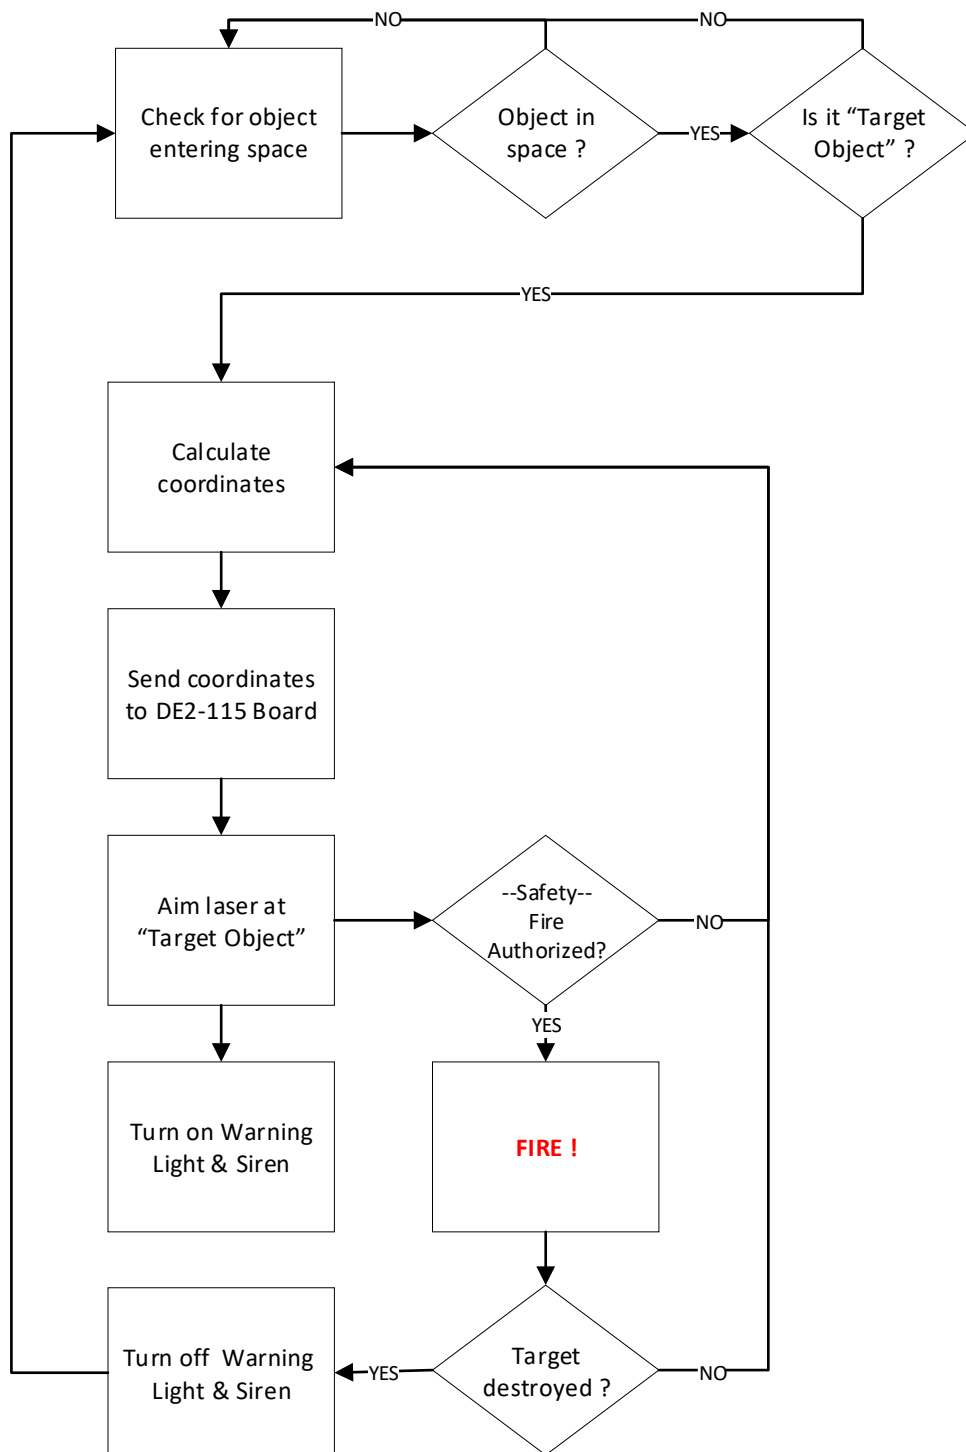 NO
NO
Check for object
entering space
Object in
space ?
YES
Is it “Target
Object” ?
YES
Calculate
coordinates
Send coordinates
to DE2-115 Board
Aim laser at
“Target Object”
--Safety--
Fire
Authorized?
NO
YES
Turn on Warning
Light & Siren
FIRE !
Turn off Warning
Light & Siren
YES
Target
destroyed ?
NO